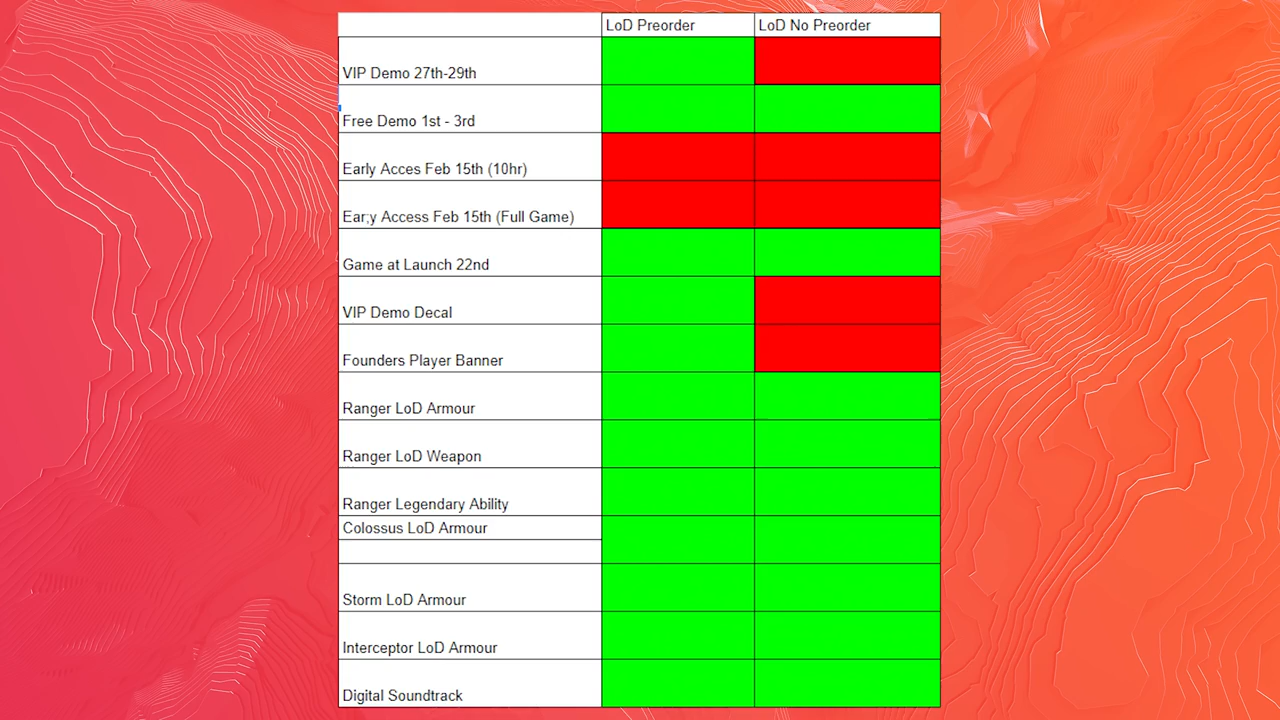 LoD Preorder LoD No Preorder
VIP Demo 27th-29th
Free Demo 1st - 3rd
Early Acces Feb 15th (10hr)
Ear;y Access Feb 15th (Full Game)
Game at Launch 22nd
VIP Demo Decal
Founders Player Banner
Ranger LoD Armour
Ranger LoD Weapon
Ranger Legendary Ability
Colossus LoD Armour
Storm LoD Armour
Interceptor LoD Armour
Digital Soundtrack